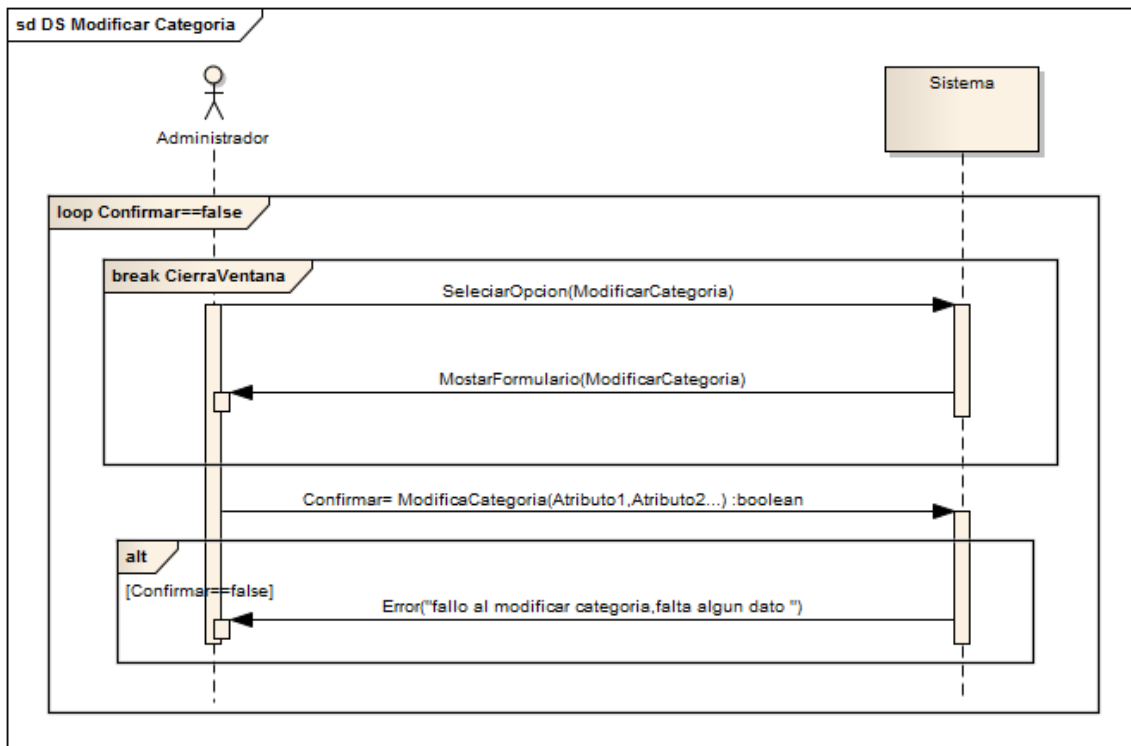 sd DS Modificar Categoria
Administrador
Sistema
loop Confirmar==false
break CierraVentana
SeleciarOpcion(ModificarCategoria)
MostarFormulario(ModificarCategoria)
Confirmar= ModificaCategoria(Atributo1,Atributo2...) :boolean
alt
[Confirmar==false]
Error("fallo al modificar categoria,falta algun dato ")